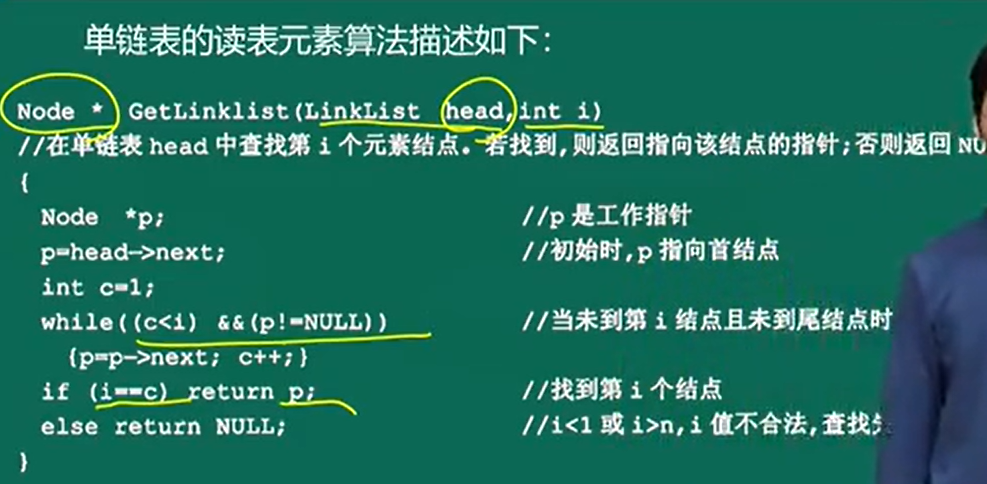 单链表的读表元素算法描述如下：
Node * GetLinklist(LinkList head,int i)
//在单链表 head 中查找第 i 个元素结点。若找到,则返回指向该结点的指针;否则返回
{
Node *p; //p 是工作指针
p=head->next; //初始时,p 指向首结点
int c=1;
while((c<i) &&(p!=NULL)) //当未到第 i 结点且未到尾结点时
{p=p->next; c++;}
if (i==c) return p; //找到第 i 个结点
else return NULL; //i<1 或 i>n,i 值不合法,查找
}